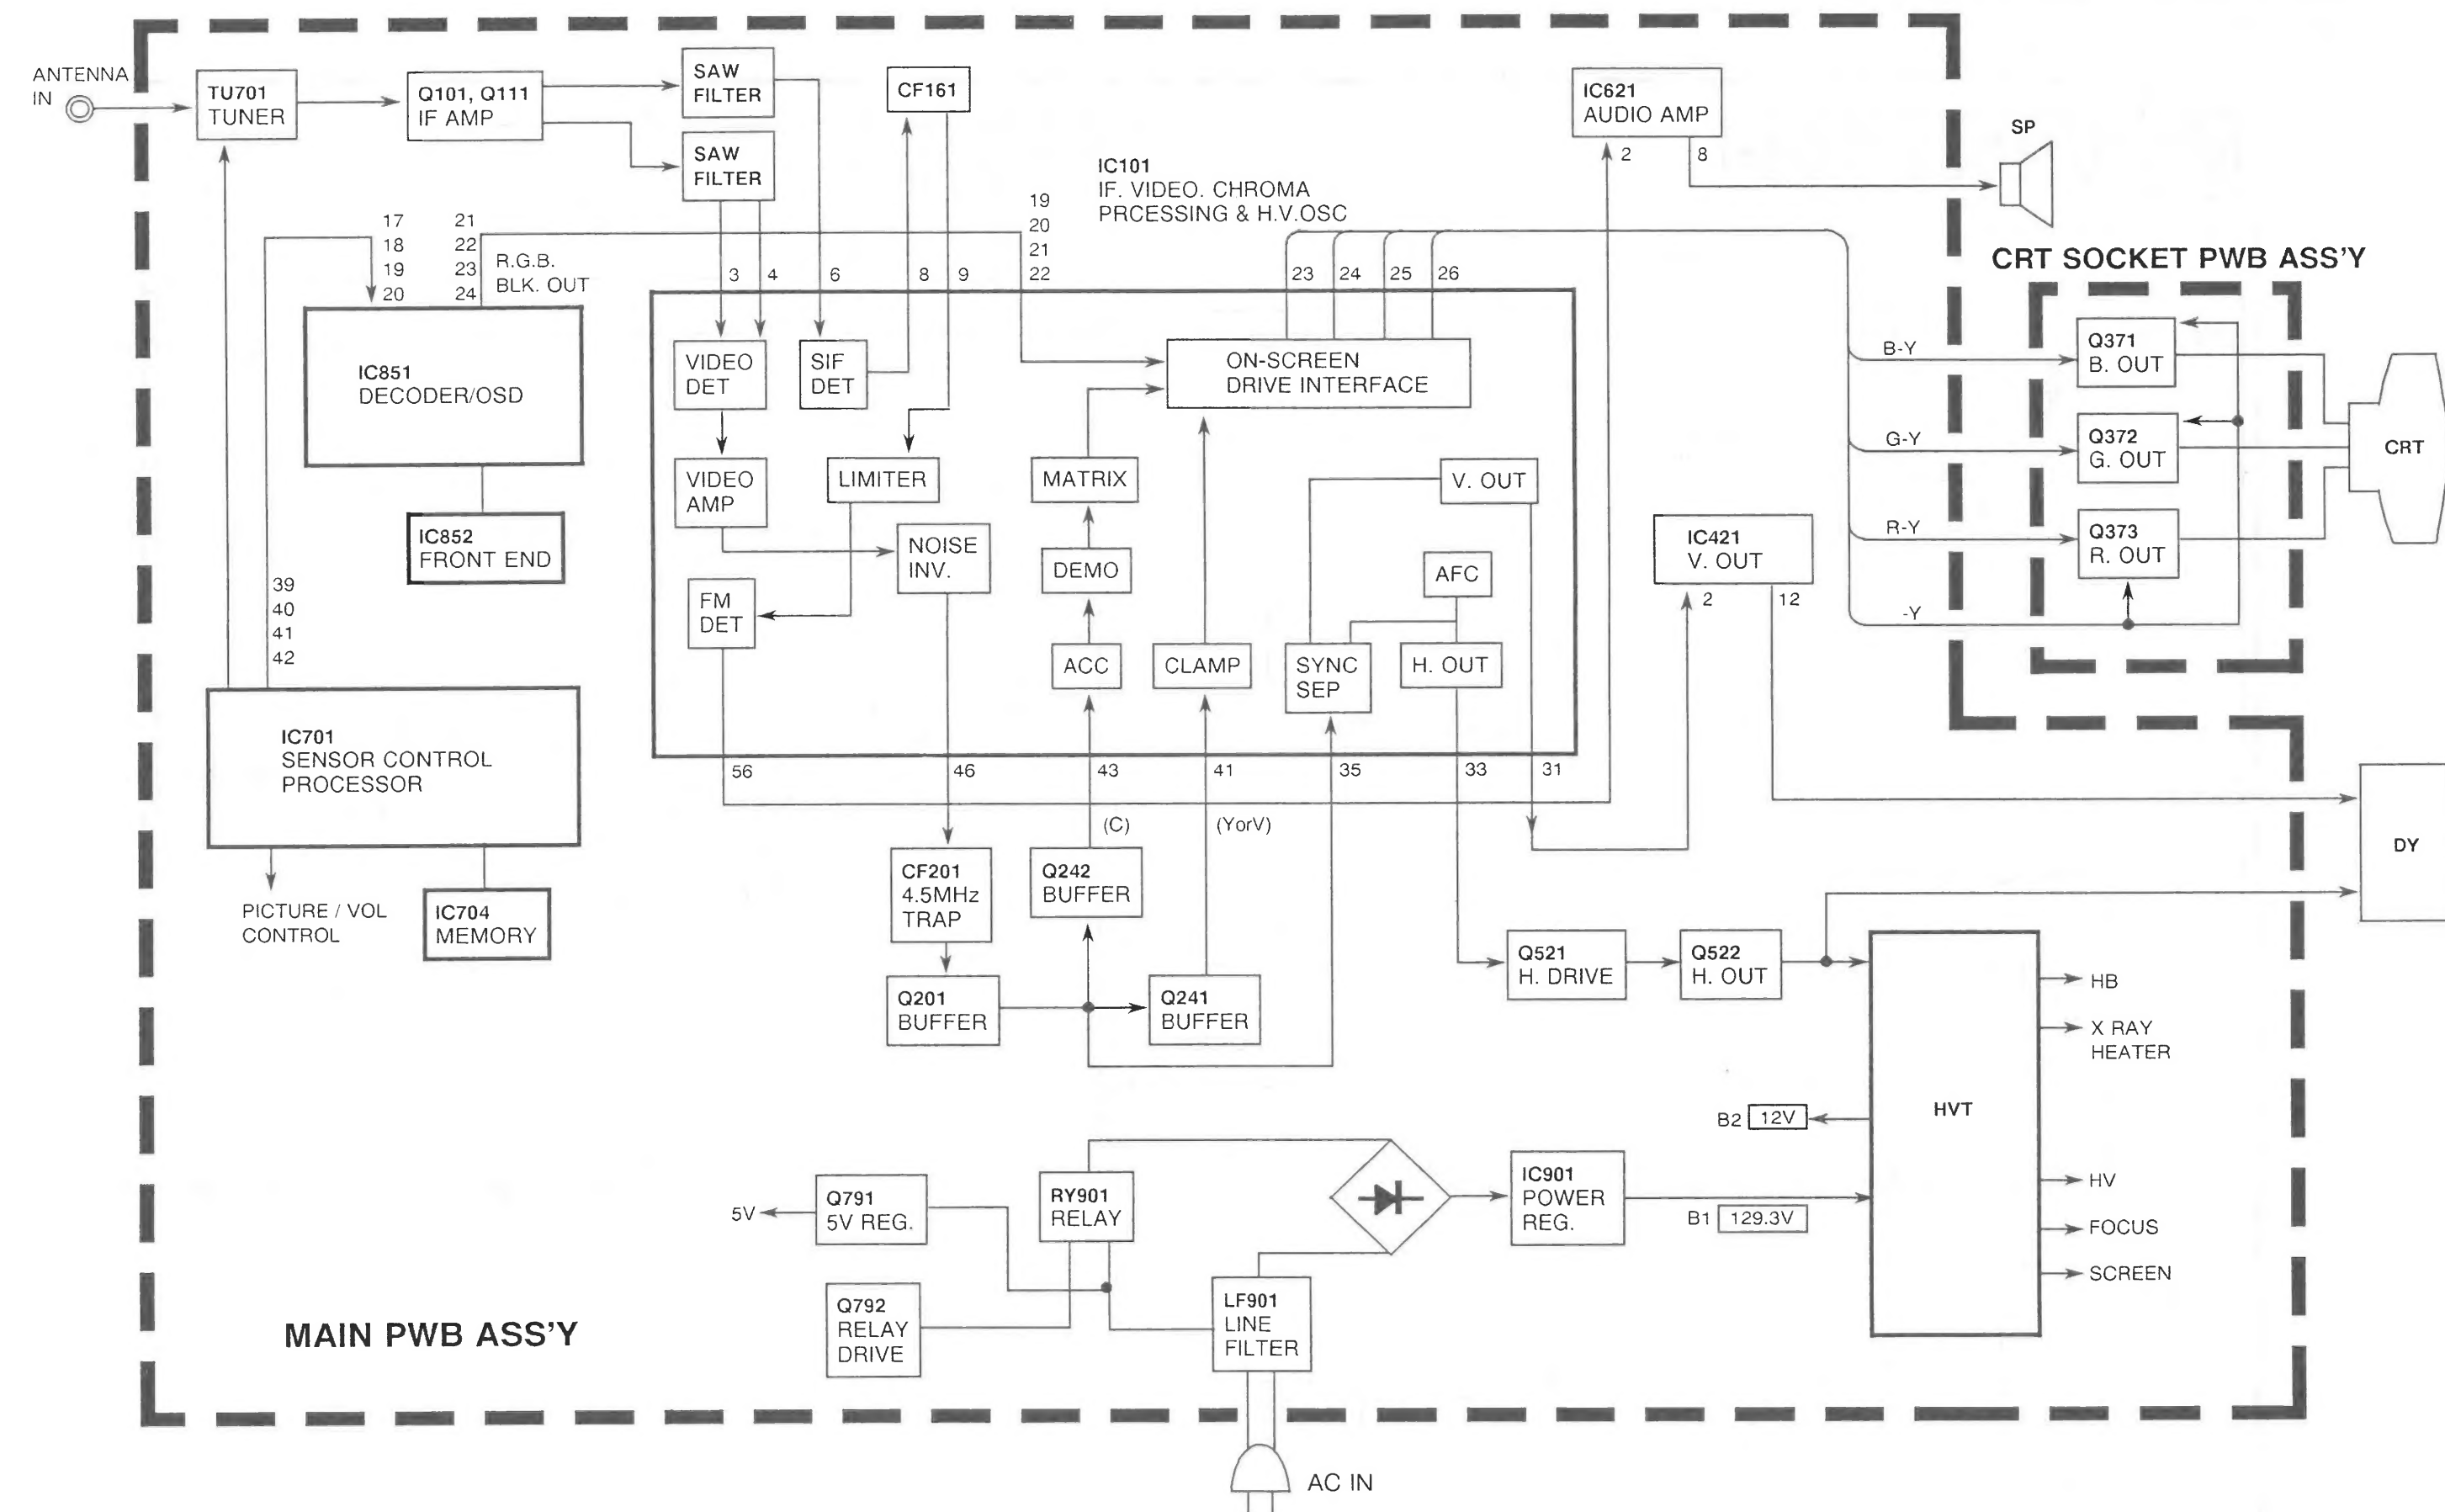 ANTENNA
IN
TU701
TUNER
Q101, Q111
IF AMP
SAW
FILTER
SAW
FILTER
CF161
IC101
IF. VIDEO. CHROMA
PRCESSING & H.V.OSC
IC621
AUDIO AMP
2
8
SP
17
18
19
20
21
22
23
24
R.G.B.
BLK. OUT
3
4
6
8
9
19
20
21
22
23
24
25
26
CRT SOCKET PWB ASS'Y
IC851
DECODER/OSD
VIDEO
DET
SIF
DET
ON-SCREEN
DRIVE INTERFACE
B-Y
Q371
B. OUT
G-Y
Q372
G. OUT
CRT
R-Y
Q373
R. OUT
-Y
VIDEO
AMP
LIMITER
MATRIX
V. OUT
IC852
FRONT END
NOISE
INV.
DEMO
AFC
IC421
V. OUT
2
12
39
40
41
42
FM
DET
ACC
CLAMP
SYNC
SEP
H. OUT
IC701
SENSOR CONTROL
PROCESSOR
56
46
43
41
35
33
31
(C)
(YorV)
DY
CF201
4.5MHz
TRAP
Q242
BUFFER
PICTURE / VOL
CONTROL
IC704
MEMORY
Q201
BUFFER
Q241
BUFFER
Q521
H. DRIVE
Q522
H. OUT
HVT
HB
X RAY
HEATER
B2 12V
HV
FOCUS
SCREEN
Q791
5V REG.
5V
RY901
RELAY
IC901
POWER
REG.
B1 129.3V
Q792
RELAY
DRIVE
LF901
LINE
FILTER
MAIN PWB ASS'Y
AC IN